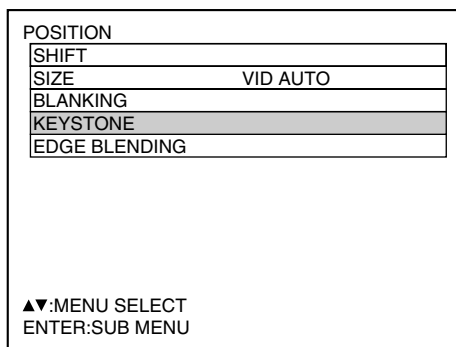 POSITION
SHIFT
SIZE VID AUTO
BLANKING
KEYSTONE
EDGE BLENDING
▲▼:MENU SELECT
ENTER:SUB MENU